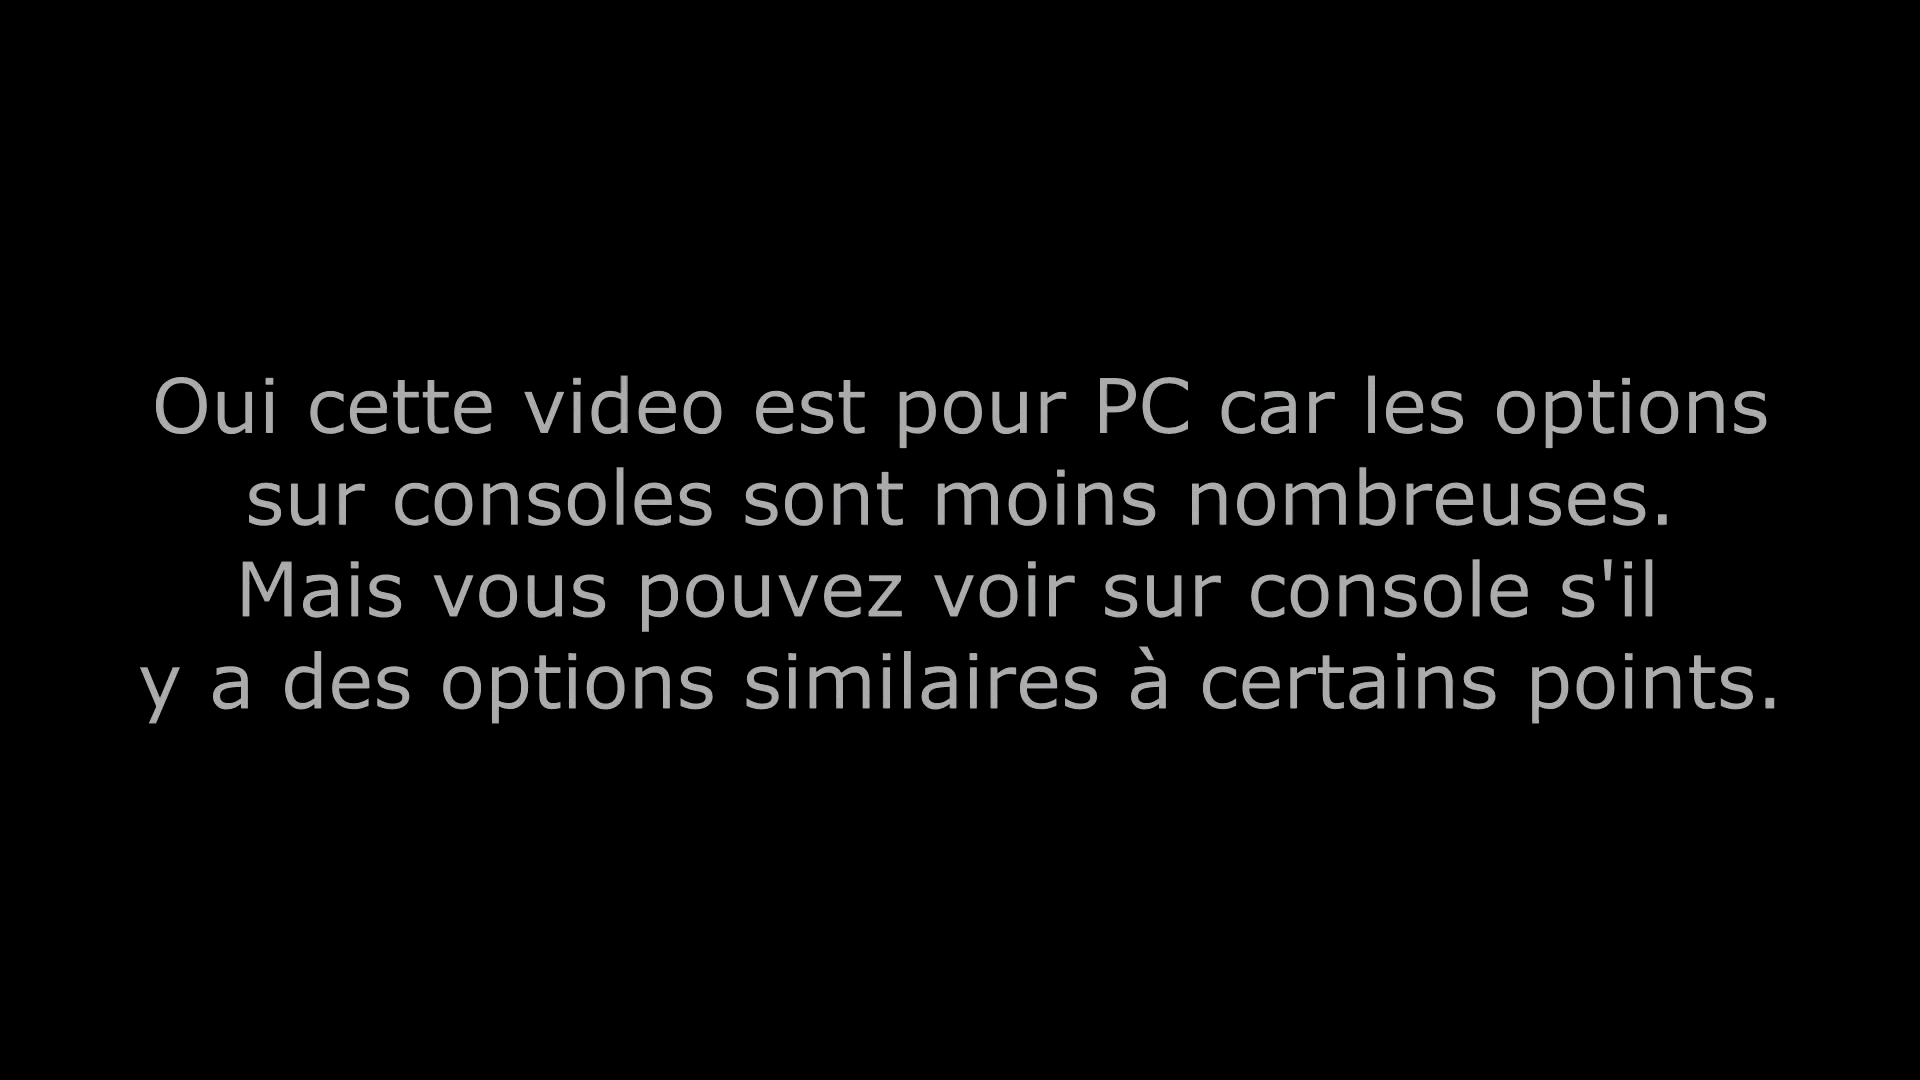 Oui cette video est pour PC car les options
sur consoles sont moins nombreuses.
Mais vous pouvez voir sur console s'il
y a des options similaires à certains points.